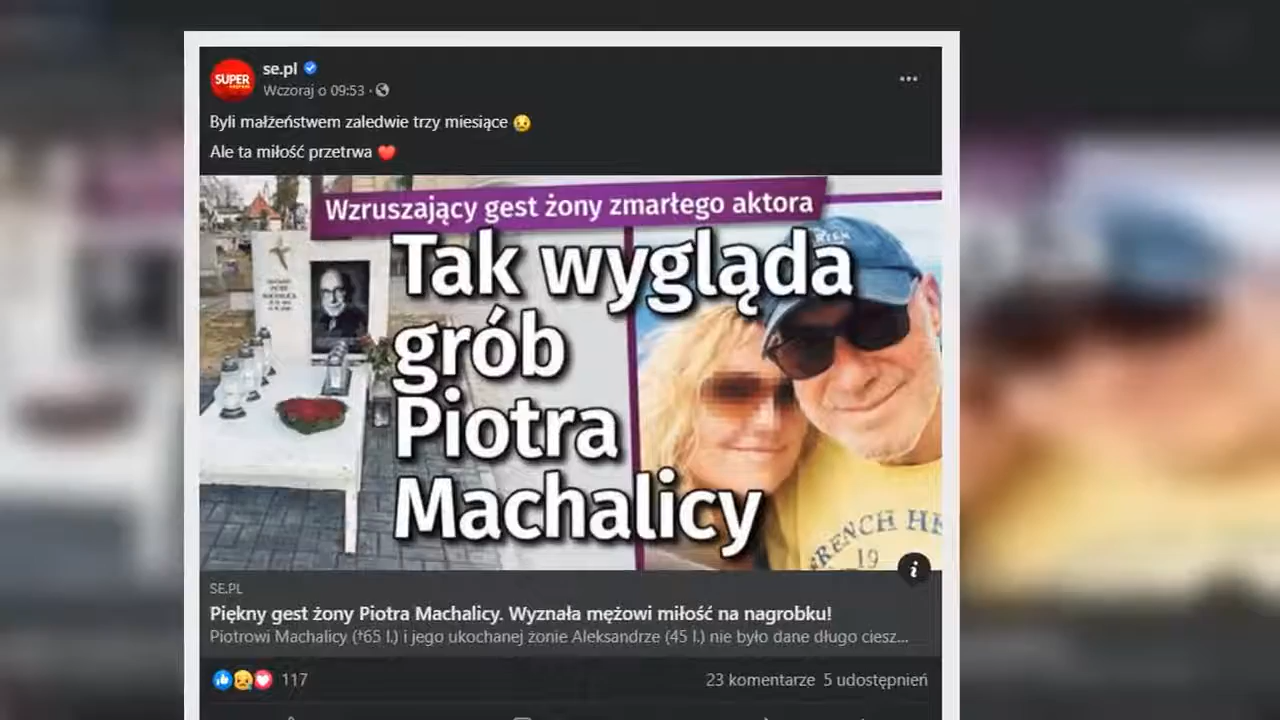 SUPER
se.pl
Wczoraj o 09:53
Byli małżeństwem zaledwie trzy miesiące 😢
Ale ta miłość przetrwa ❤️
Wzruszający gest żony zmarłego aktora
Tak wygląda
grób
Piotra
Machalicy
FRENCH
19
SE.PL
Piękny gest żony Piotra Machalicy. Wyznała mężowi miłość na nagrobku!
Piotrowi Machalicy (†65 l.) i jego ukochanej żonie Aleksandrze (45 l.) nie było dane długo ciesz...
117
23 komentarze 5 udostępnień